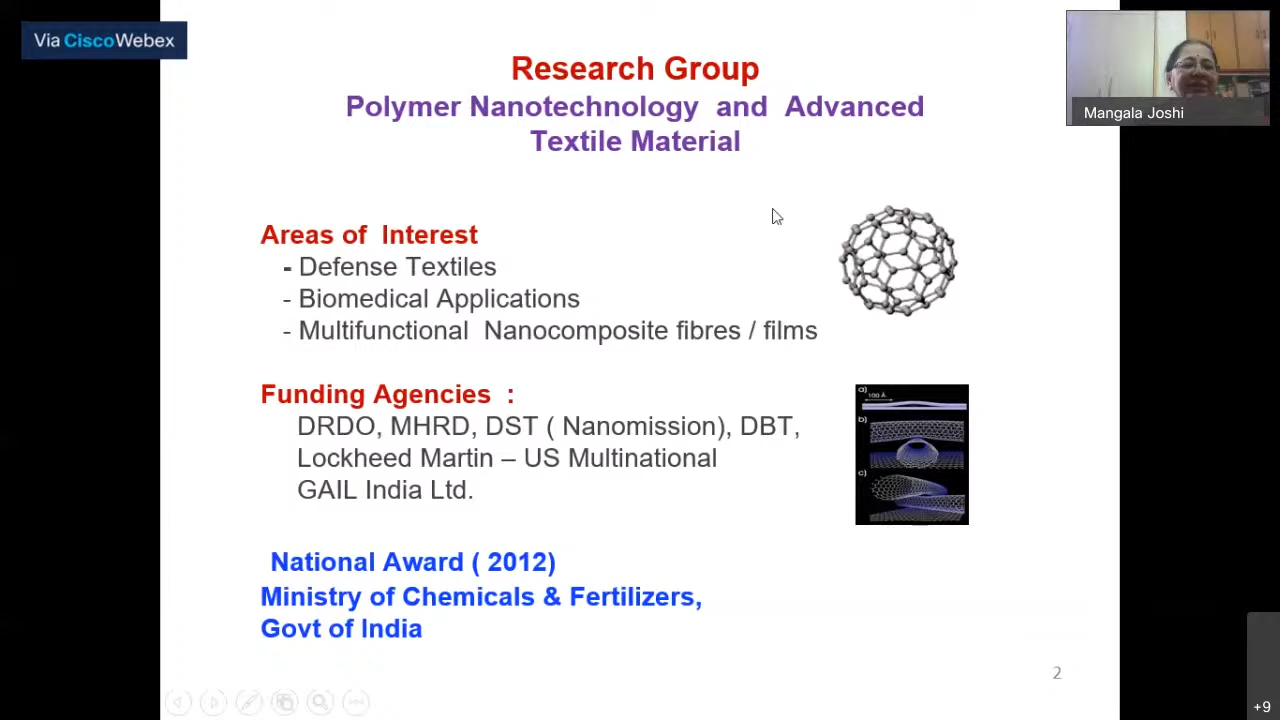 Via CiscoWebex
Research Group
Polymer Nanotechnology and Advanced
Textile Material
Mangala Joshi
Areas of Interest
- Defense Textiles
- Biomedical Applications
- Multifunctional Nanocomposite fibres / films
Funding Agencies :
DRDO, MHRD, DST ( Nanomission), DBT,
Lockheed Martin – US Multinational
GAIL India Ltd.
a)
100 Å
b)
c)
National Award ( 2012)
Ministry of Chemicals & Fertilizers,
Govt of India
2
+9